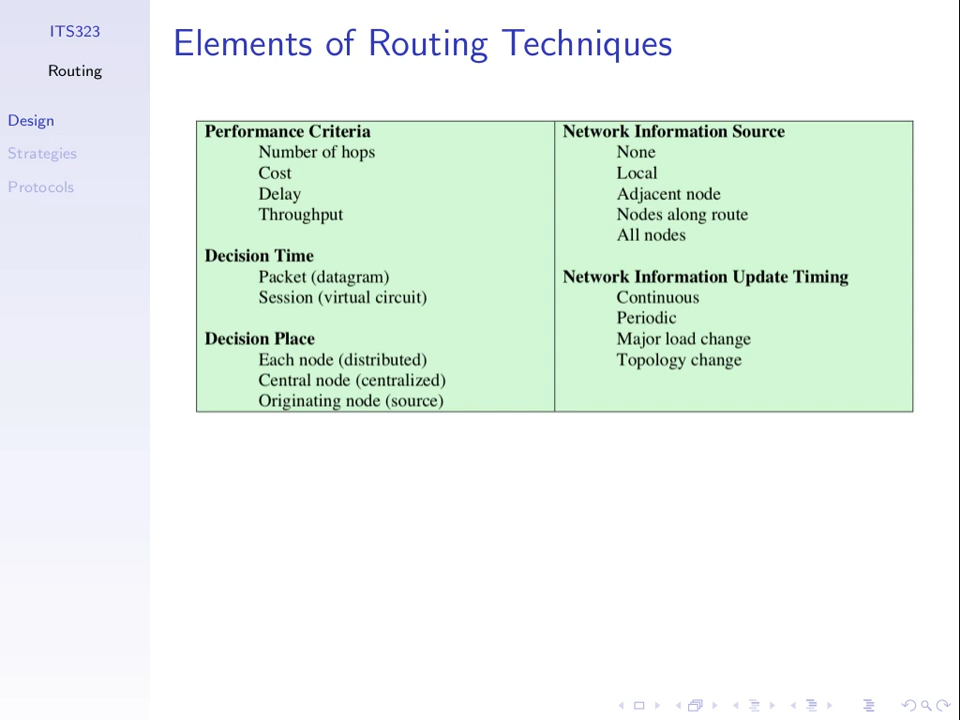 ITS323
Routing
Design
Strategies
Protocols
Elements of Routing Techniques
Performance Criteria
Number of hops
Cost
Delay
Throughput
Decision Time
Packet (datagram)
Session (virtual circuit)
Decision Place
Each node (distributed)
Central node (centralized)
Originating node (source)
Network Information Source
None
Local
Adjacent node
Nodes along route
All nodes
Network Information Update Timing
Continuous
Periodic
Major load change
Topology change